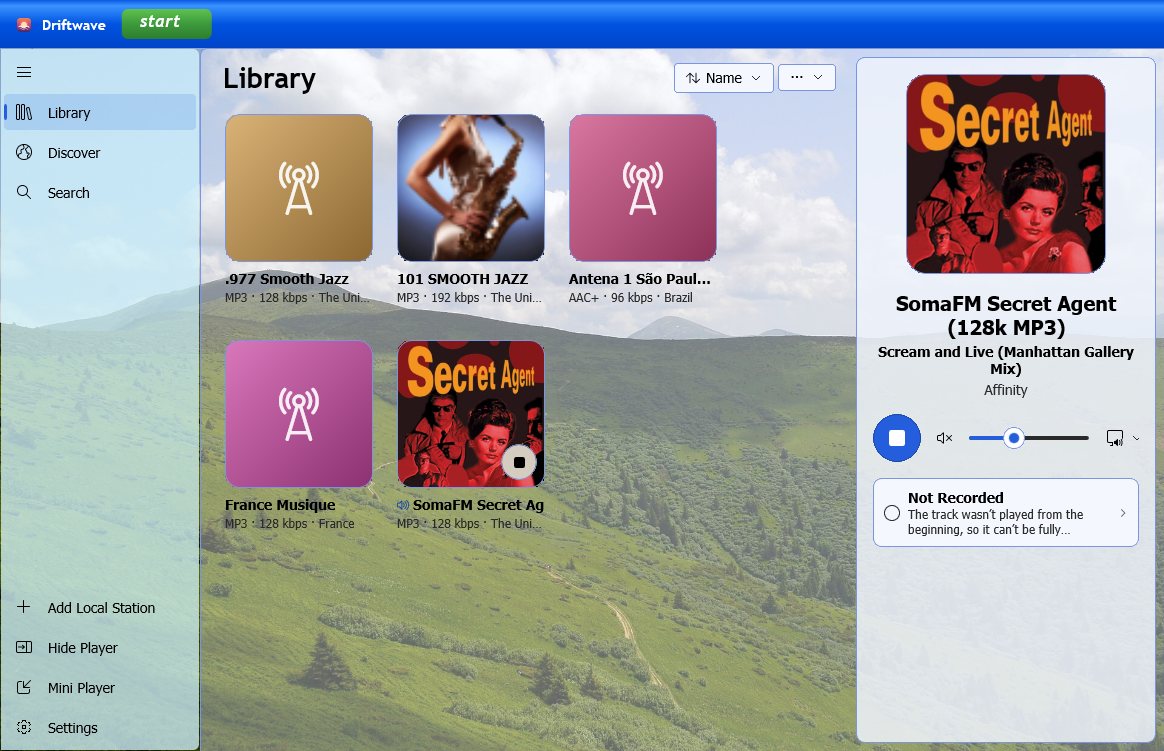 Driftwave
start
Library
Discover
Search
Add Local Station
Hide Player
Mini Player
Settings
Library
Name
.977 Smooth Jazz
MP3 · 128 kbps · The Uni...
101 SMOOTH JAZZ
MP3 · 192 kbps · The Uni...
Antena 1 São Paul...
AAC+ · 96 kbps · Brazil
France Musique
MP3 · 128 kbps · France
Secret Agent
SomaFM Secret Ag
MP3 · 128 kbps · The Uni...
Secret Agent
SomaFM Secret Agent
(128k MP3)
Scream and Live (Manhattan Gallery
Mix)
Affinity
Not Recorded
The track wasn't played from the
beginning, so it can't be fully...